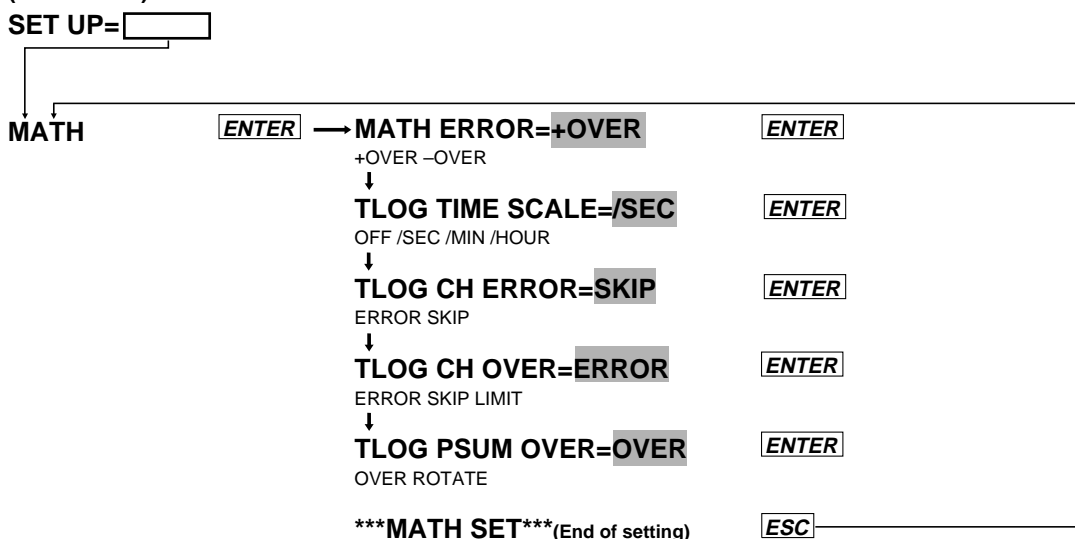 SET UP=
MATH ENTER MATH ERROR=+OVER ENTER
+OVER –OVER
TLOG TIME SCALE=/SEC ENTER
OFF /SEC /MIN /HOUR
TLOG CH ERROR=SKIP ENTER
ERROR SKIP
TLOG CH OVER=ERROR ENTER
ERROR SKIP LIMIT
TLOG PSUM OVER=OVER ENTER
OVER ROTATE
***MATH SET***(End of setting) ESC